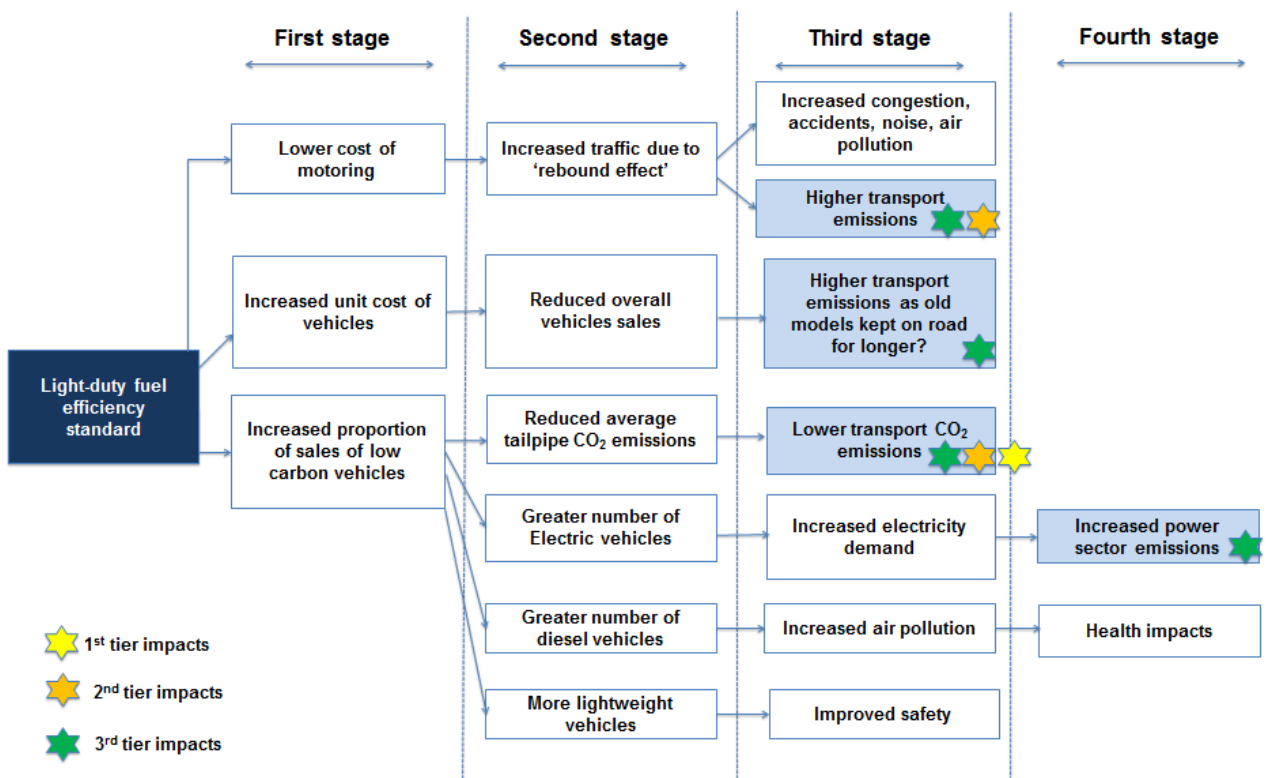 First stage
Second stage
Third stage
Fourth stage
Lower cost of
motoring
Increased traffic due to
‘rebound effect’
Increased congestion,
accidents, noise, air
pollution
Higher transport
emissions
Increased unit cost of
vehicles
Reduced overall
vehicles sales
Higher transport
emissions as old
models kept on road
for longer?
Light-duty fuel
efficiency
standard
Increased proportion
of sales of low
carbon vehicles
Reduced average
tailpipe CO₂ emissions
Lower transport CO₂
emissions
Greater number of
Electric vehicles
Increased electricity
demand
Increased power
sector emissions
Greater number of
diesel vehicles
Increased air pollution
Health impacts
More lightweight
vehicles
Improved safety
1st tier impacts
2nd tier impacts
3rd tier impacts